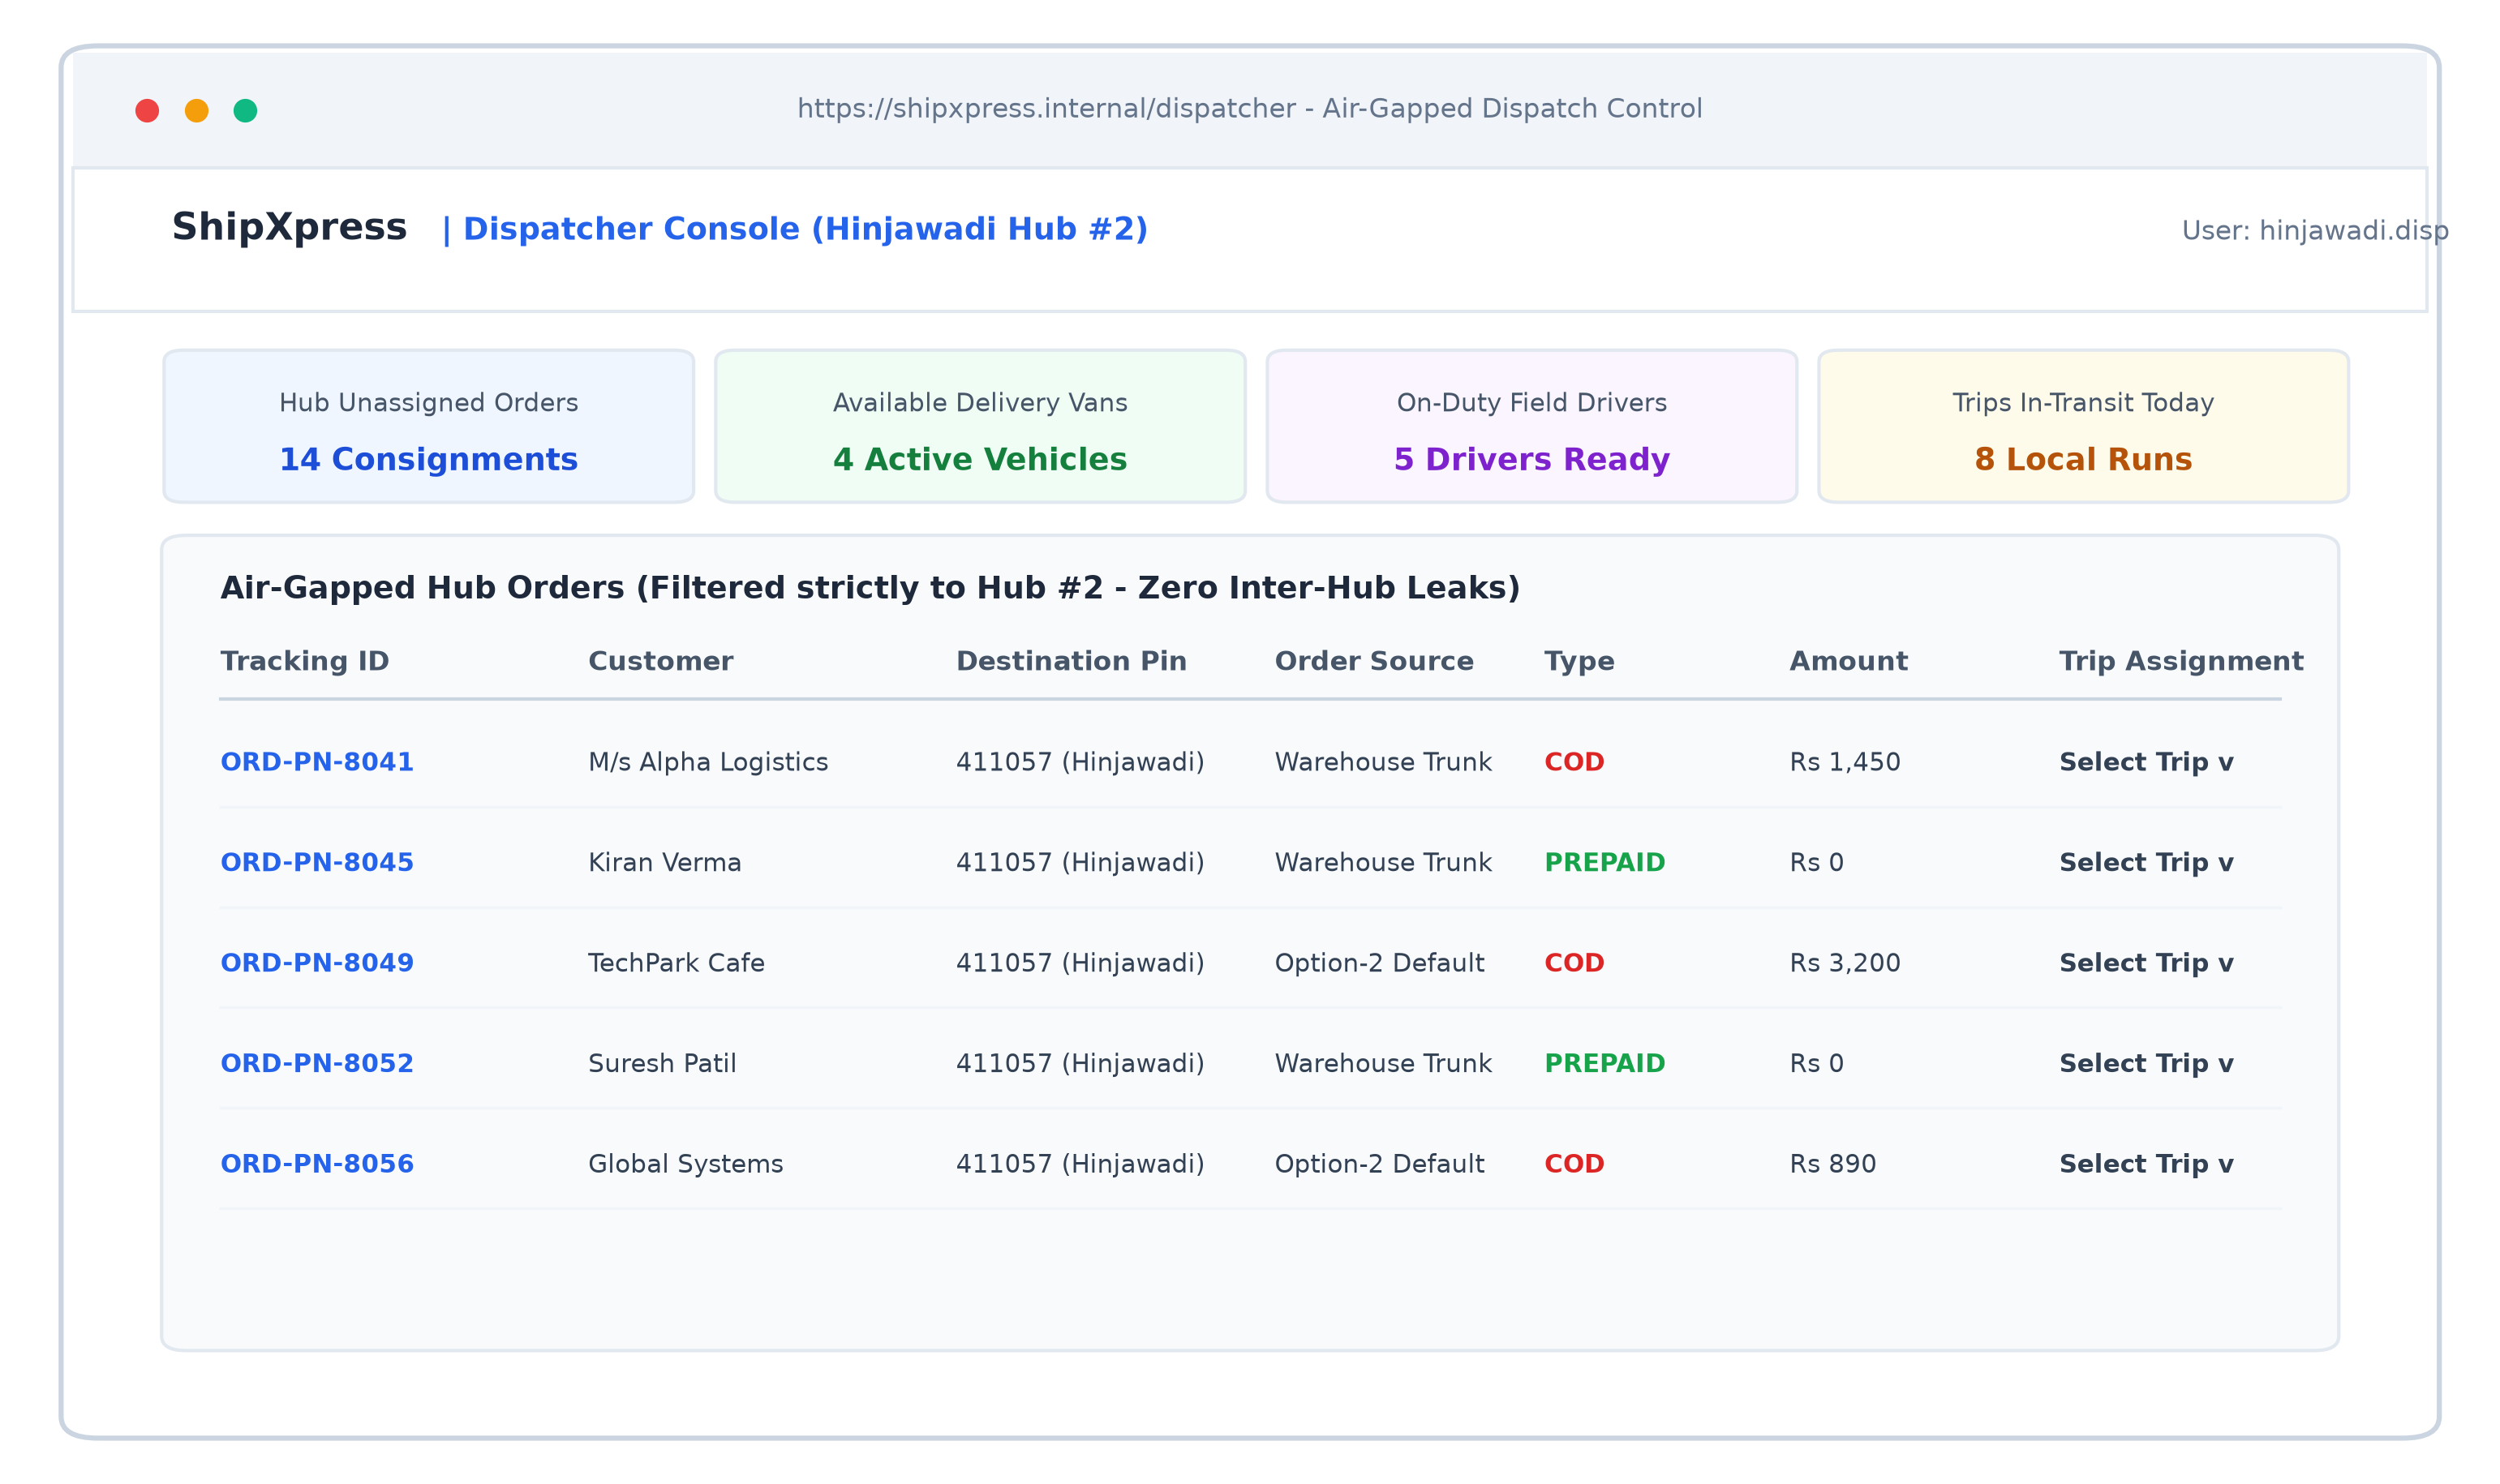 https://shipxpress.internal/dispatcher - Air-Gapped Dispatch Control
ShipXpress | Dispatcher Console (Hinjawadi Hub #2) User: hinjawadi.disp
Hub Unassigned Orders Available Delivery Vans On-Duty Field Drivers Trips In-Transit Today
14 Consignments 4 Active Vehicles 5 Drivers Ready 8 Local Runs
Air-Gapped Hub Orders (Filtered strictly to Hub #2 - Zero Inter-Hub Leaks)
Tracking ID Customer Destination Pin Order Source Type Amount Trip Assignment
ORD-PN-8041 M/s Alpha Logistics 411057 (Hinjawadi) Warehouse Trunk COD Rs 1,450 Select Trip v
ORD-PN-8045 Kiran Verma 411057 (Hinjawadi) Warehouse Trunk PREPAID Rs 0 Select Trip v
ORD-PN-8049 TechPark Cafe 411057 (Hinjawadi) Option-2 Default COD Rs 3,200 Select Trip v
ORD-PN-8052 Suresh Patil 411057 (Hinjawadi) Warehouse Trunk PREPAID Rs 0 Select Trip v
ORD-PN-8056 Global Systems 411057 (Hinjawadi) Option-2 Default COD Rs 890 Select Trip v